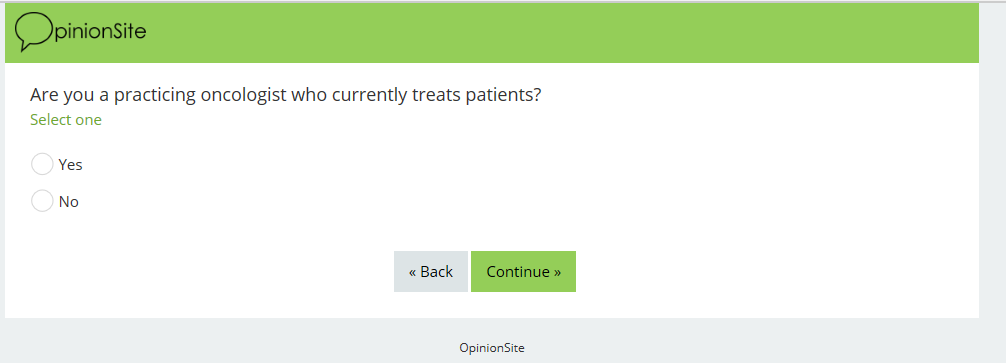 OpinionSite
Are you a practicing oncologist who currently treats patients?
Select one
Yes
No
« Back
Continue »
OpinionSite